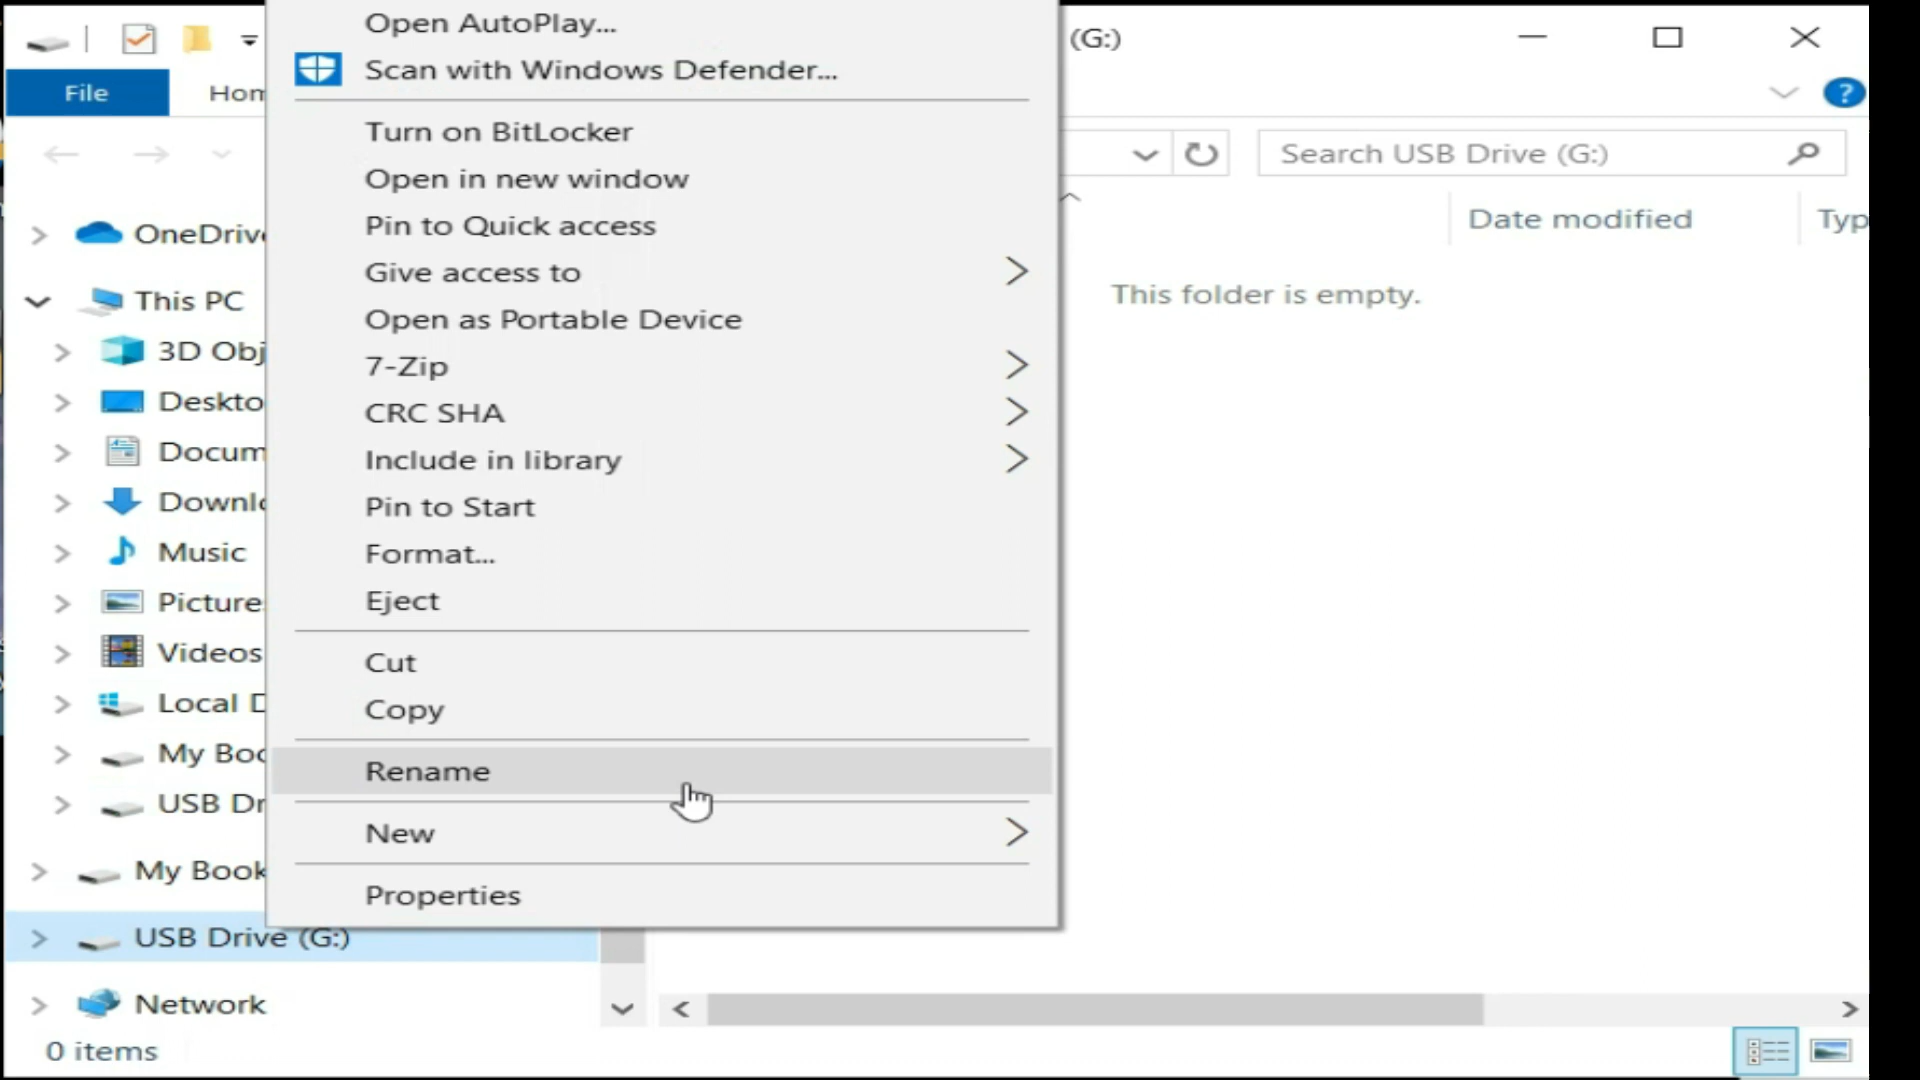 Open AutoPlay...
(G:)
Scan with Windows Defender...
File
Hom
?
Turn on BitLocker
Search USB Drive (G:)
Open in new window
Pin to Quick access
Date modified
Typ
OneDrive
Give access to
This folder is empty.
This PC
Open as Portable Device
3D Obj
7-Zip
Deskto
CRC SHA
Docum
Include in library
Downlo
Pin to Start
Music
Format...
Picture
Eject
Videos
Cut
Local D
Copy
My Boo
Rename
USB Dr
New
My Book
Properties
USB Drive (G:)
Network
0 items